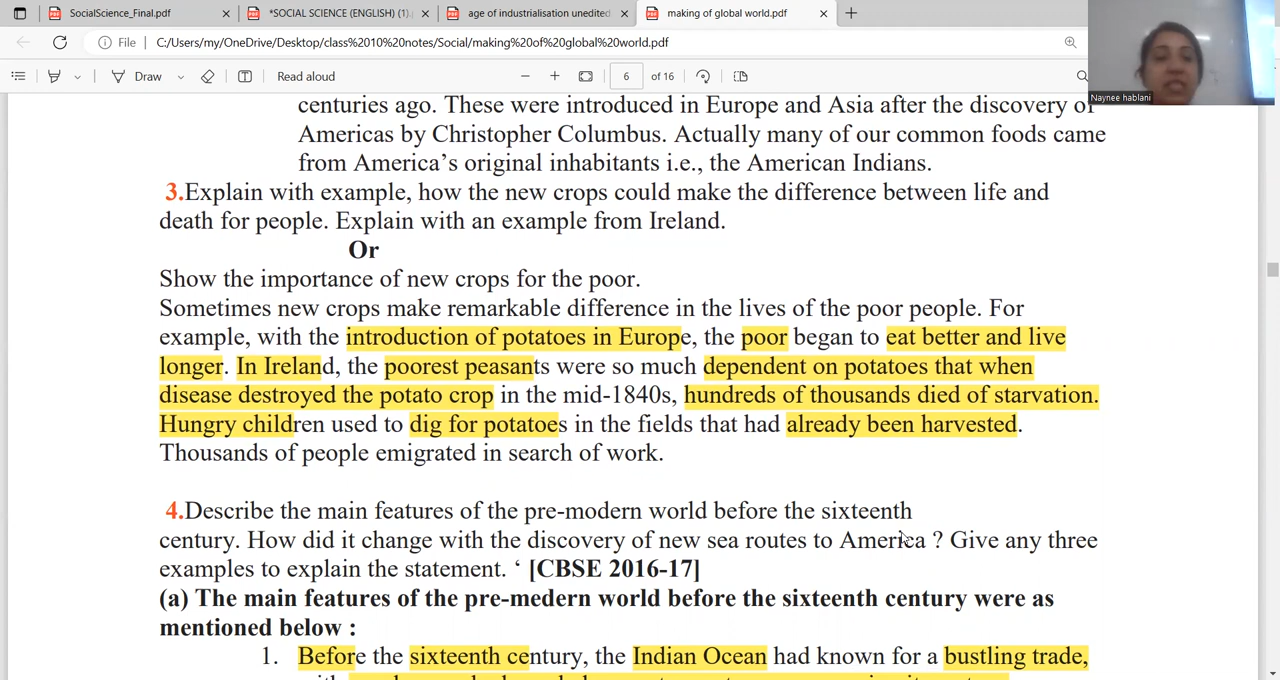 SocialScience_Final.pdf
*SOCIAL SCIENCE (ENGLISH) (1).
age of industrialisation unedited
making of global world.pdf
File C:/Users/my/OneDrive/Desktop/class%2010%20notes/Social/making%20of%20global%20world.pdf
Draw Read aloud 6 of 16
Naynee hablani
centuries ago. These were introduced in Europe and Asia after the discovery of
Americas by Christopher Columbus. Actually many of our common foods came
from America's original inhabitants i.e., the American Indians.
3.Explain with example, how the new crops could make the difference between life and
death for people. Explain with an example from Ireland.
Or
Show the importance of new crops for the poor.
Sometimes new crops make remarkable difference in the lives of the poor people. For
example, with the introduction of potatoes in Europe, the poor began to eat better and live
longer. In Ireland, the poorest peasants were so much dependent on potatoes that when
disease destroyed the potato crop in the mid-1840s, hundreds of thousands died of starvation.
Hungry children used to dig for potatoes in the fields that had already been harvested.
Thousands of people emigrated in search of work.
4.Describe the main features of the pre-modern world before the sixteenth
century. How did it change with the discovery of new sea routes to America ? Give any three
examples to explain the statement. ‘ [CBSE 2016-17]
(a) The main features of the pre-medern world before the sixteenth century were as
mentioned below :
1. Before the sixteenth century, the Indian Ocean had known for a bustling trade,